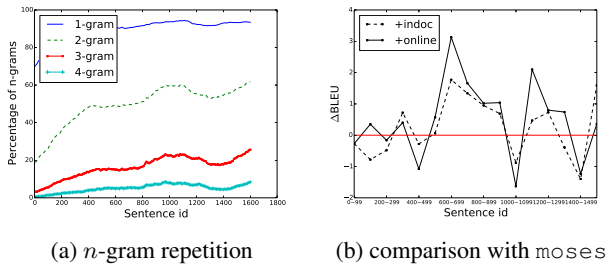 100
80
60
40
20
0
Percentage of n-grams
1-gram
2-gram
3-gram
4-gram
0 200 400 600 800 1000 1200 1400 1600 1800
Sentence id
(a) n-gram repetition
4
3
2
1
0
−1
−2
ΔBLEU
+indoc
+online
0−99 200−299 400−499 600−699 800−899 1000−1099 1200−1299 1400−1499
Sentence id
(b) comparison with moses